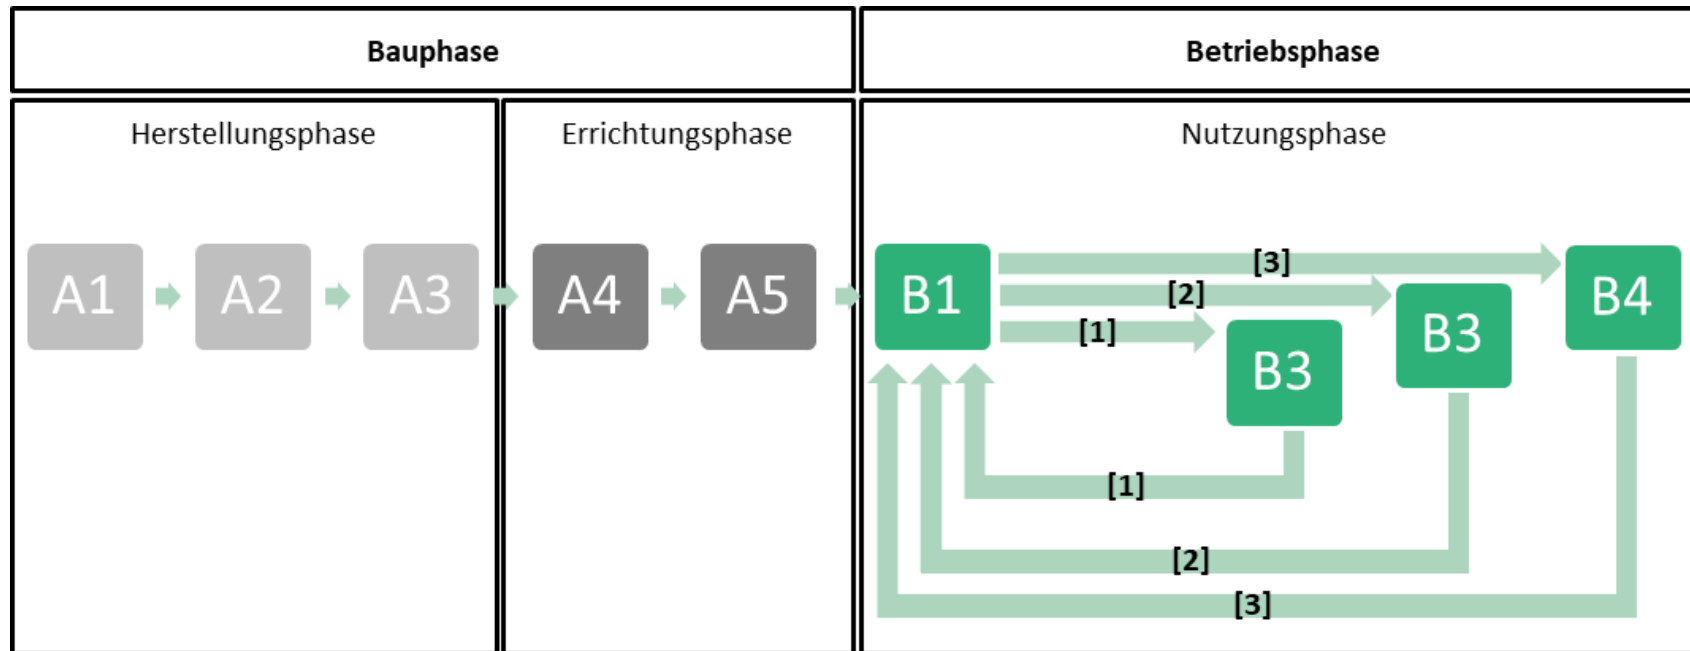 Bauphase
Betriebsphase
Herstellungsphase
Errichtungsphase
Nutzungsphase
A1
A2
A3
A4
A5
B1
[3]
[2]
[1]
B3
B3
B4
[1]
[2]
[3]